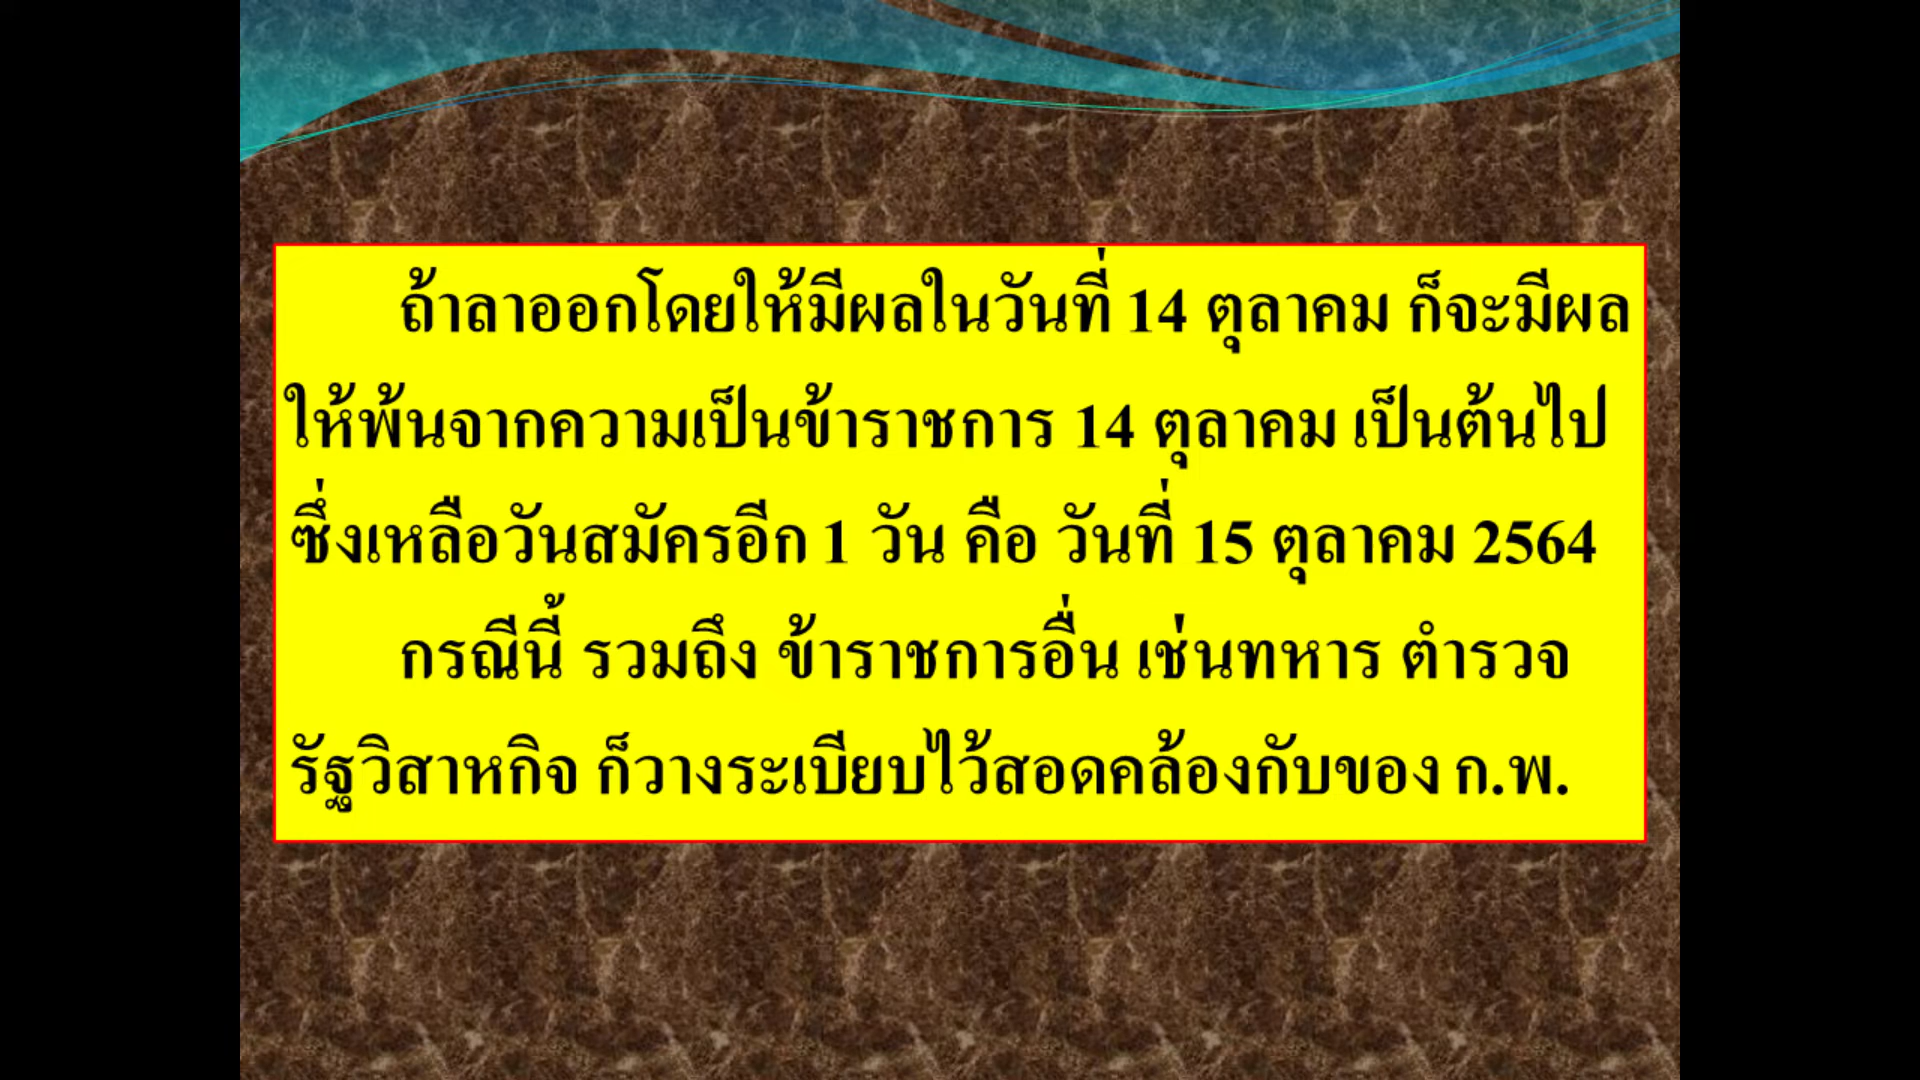 ถ้าลาออกโดยให้มีผลในวันที่ 14 ตุลาคม ก็จะมีผล
ให้พ้นจากความเป็นข้าราชการ 14 ตุลาคม เป็นต้นไป
ซึ่งเหลือวันสมัครอีก 1 วัน คือ วันที่ 15 ตุลาคม 2564
กรณีนี้ รวมถึง ข้าราชการอื่น เช่นทหาร ตำรวจ
รัฐวิสาหกิจ ก็วางระเบียบไว้สอดคล้องกับของ ก.พ.